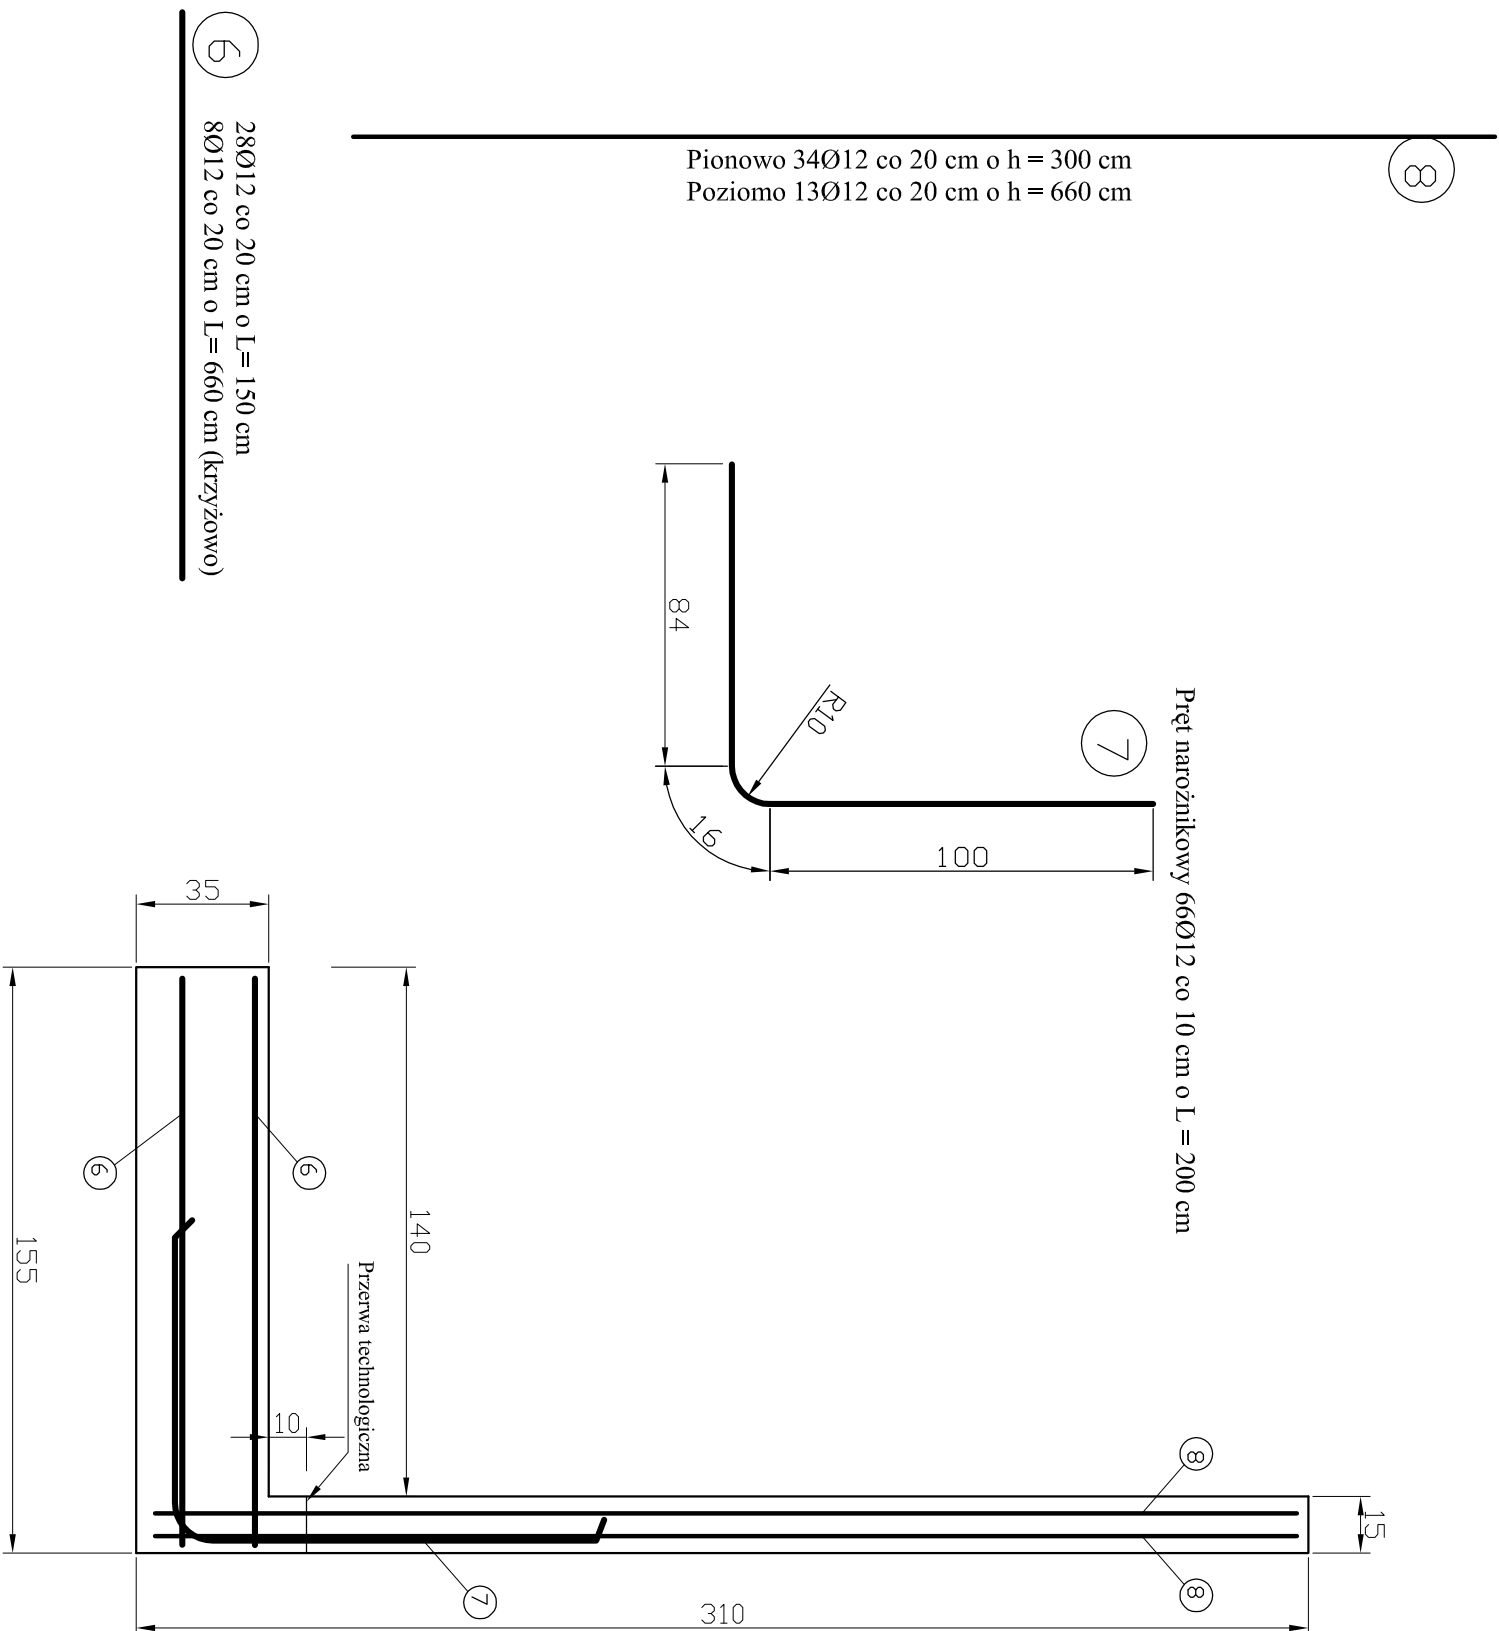 6
28Ø12 co 20 cm o L= 150 cm
8Ø12 co 20 cm o L= 660 cm (krzyżowo)
Pionowo 34Ø12 co 20 cm o h = 300 cm
Poziomo 13Ø12 co 20 cm o h = 660 cm
8
84
R10
16
100
7
Pręt narożnikowy 66Ø12 co 10 cm o L = 200 cm
35
6
6
140
155
Przerwa technologiczna
10
8
15
8
7
310